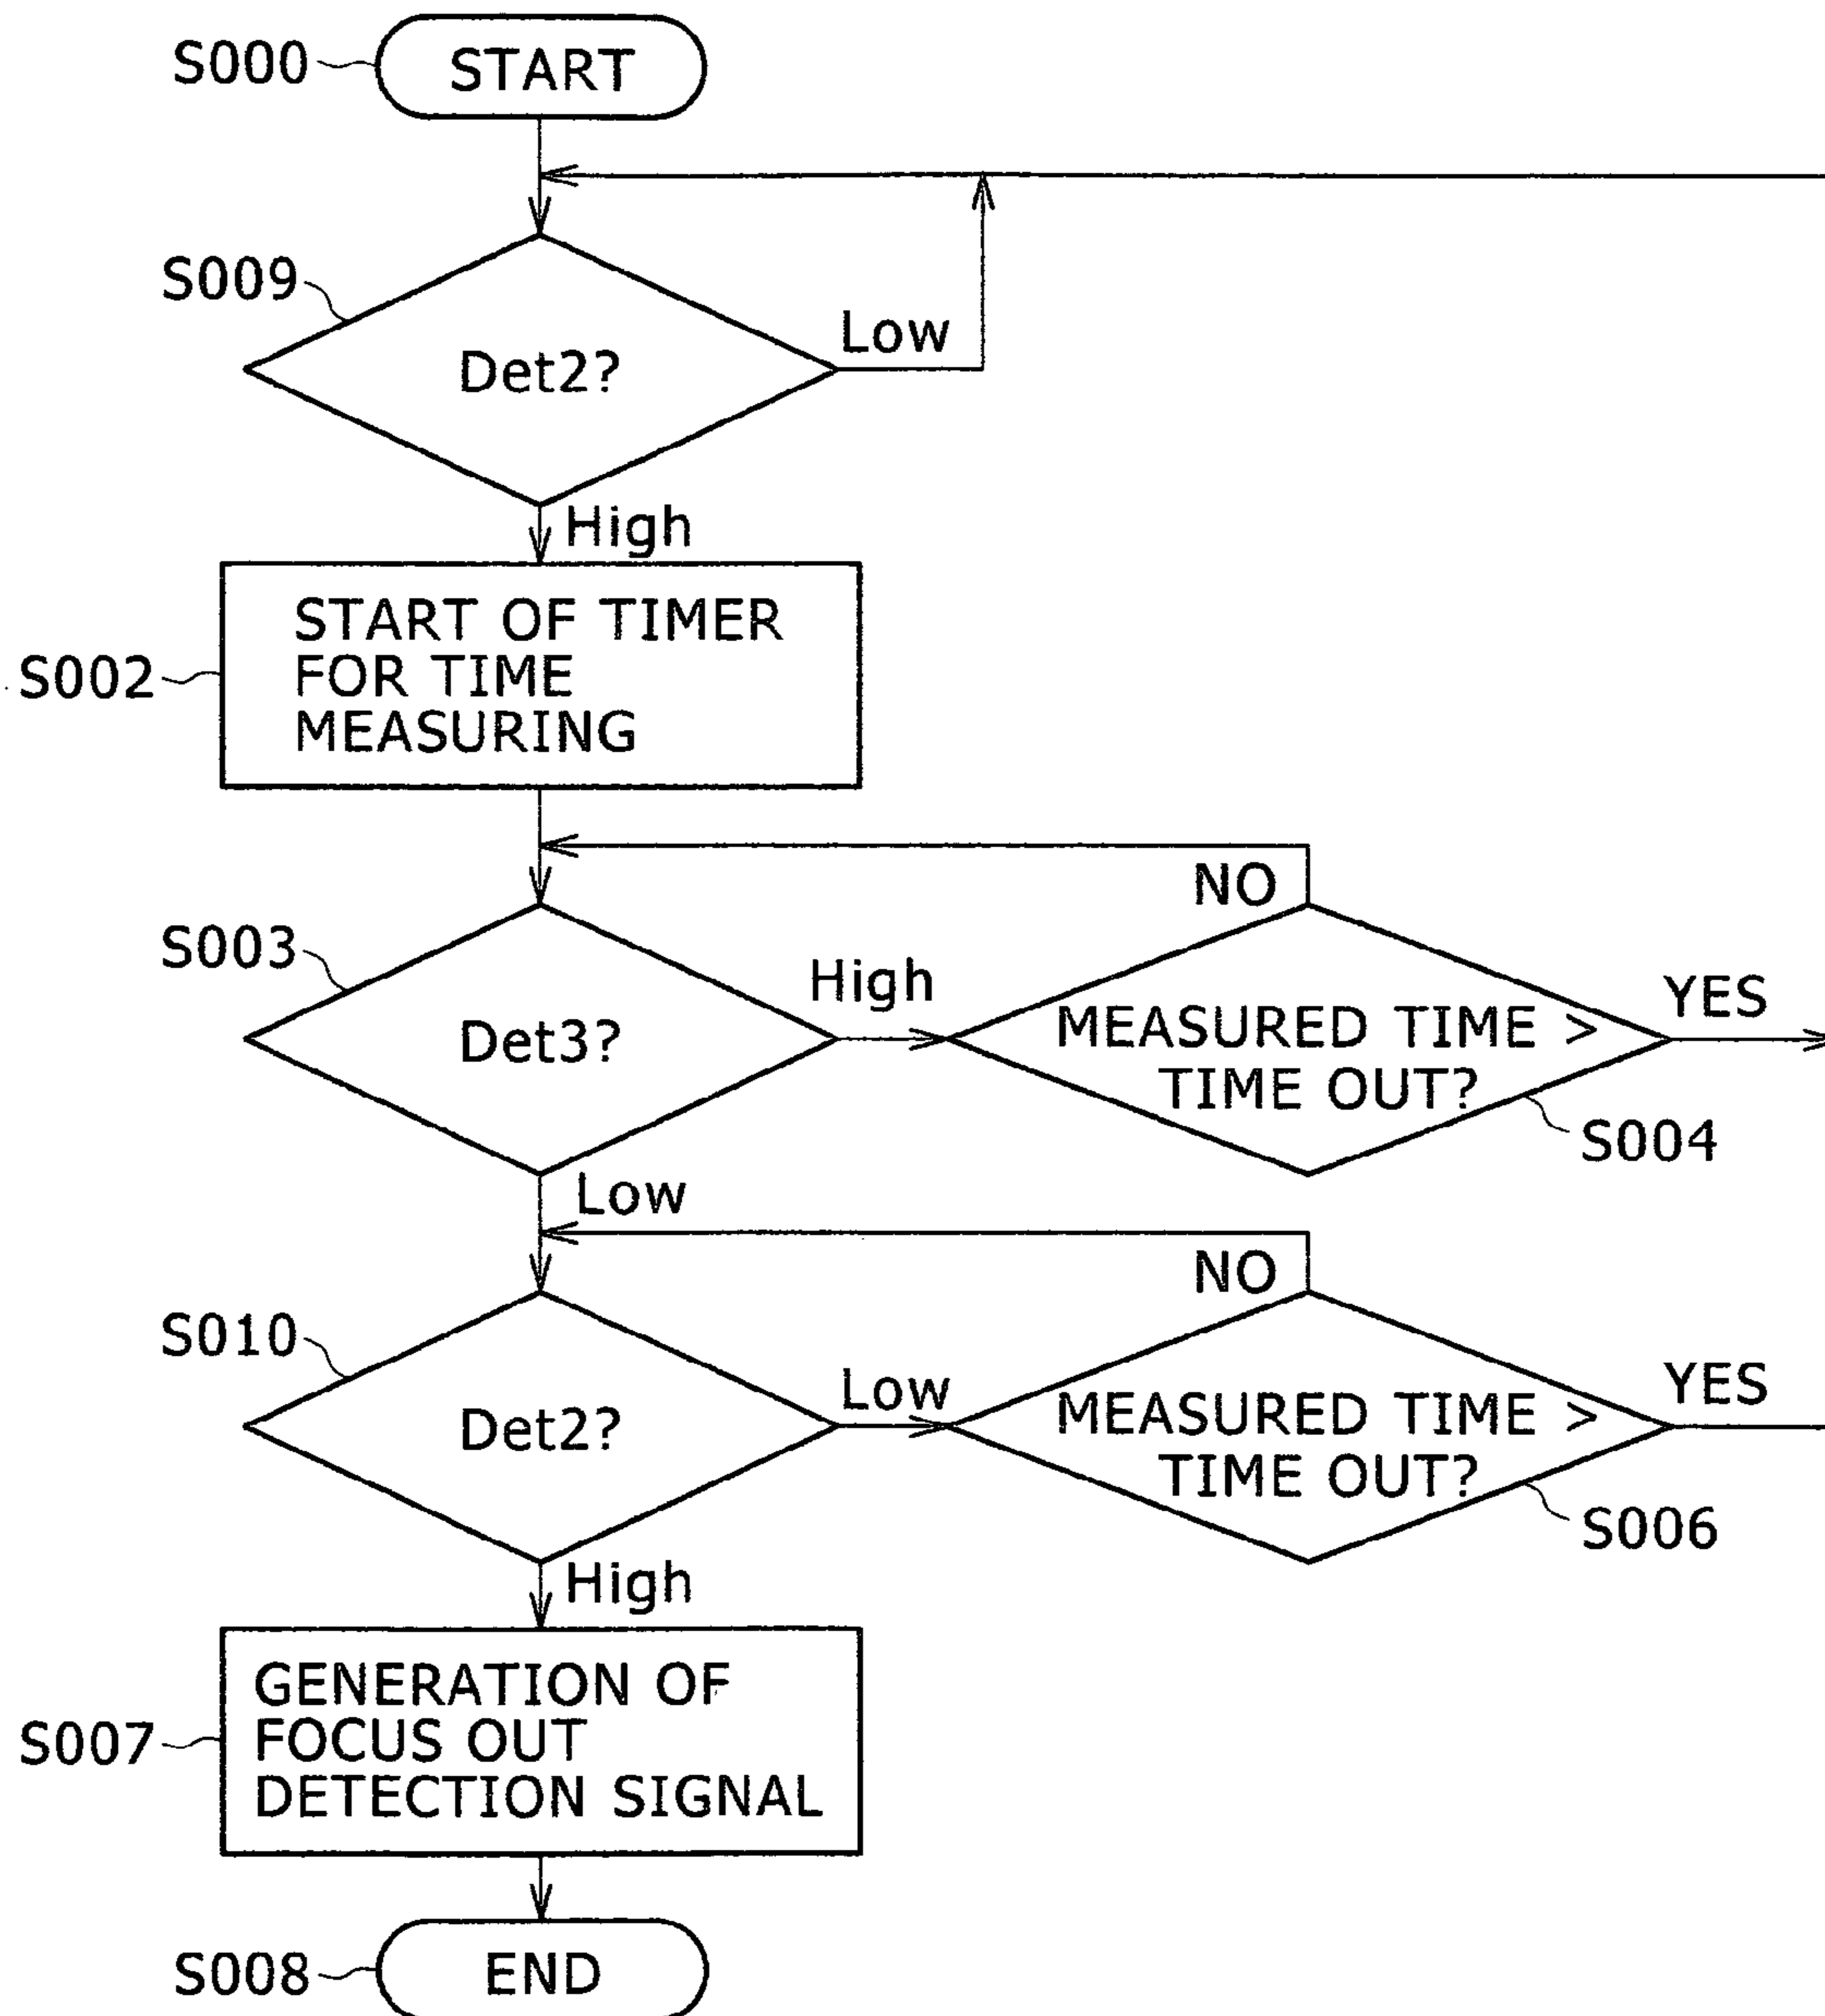 S000
START
S009
Det2?
Low
High
S002
START OF TIMER
FOR TIME
MEASURING
NO
S003
Det3?
High
MEASURED TIME >
TIME OUT?
YES
S004
Low
NO
S010
Det2?
Low
MEASURED TIME >
TIME OUT?
YES
S006
High
S007
GENERATION OF
FOCUS OUT
DETECTION SIGNAL
S008
END